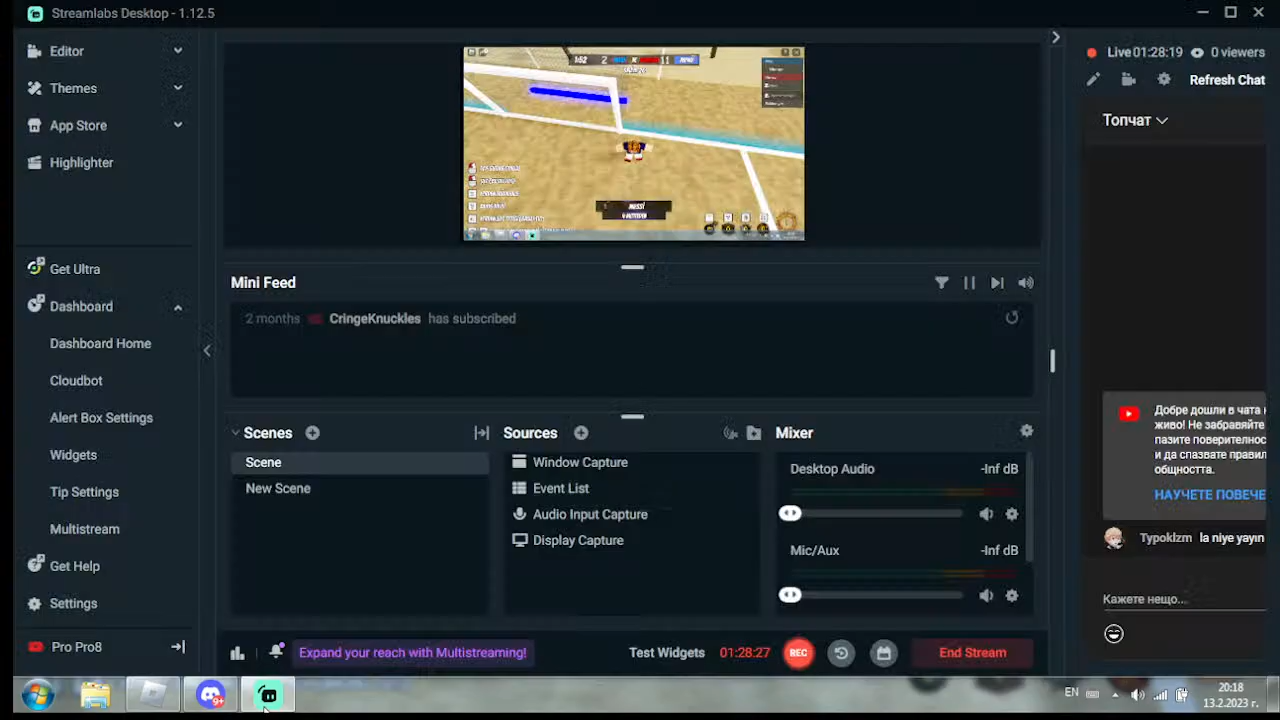 Streamlabs Desktop - 1.12.5
Editor
Themes
App Store
Highlighter
Get Ultra
Dashboard
Dashboard Home
Cloudbot
Alert Box Settings
Widgets
Tip Settings
Multistream
Get Help
Settings
Pro Pro8
1:52 2 11
Mini Feed
2 months CringeKnuckles has subscribed
Scenes
Scene
New Scene
Sources
Window Capture
Event List
Audio Input Capture
Display Capture
Mixer
Desktop Audio -Inf dB
Mic/Aux -Inf dB
Expand your reach with Multistreaming!
Test Widgets 01:28:27 REC End Stream
Live 01:28:19 0 viewers
Refresh Chat
Топчат
Добре дошли в чата
живо! Не забравяйте
пазите поверителнос
и да спазвате правил
общността.
НАУЧЕТЕ ПОВЕЧЕ
TypokIzm la niye yayın
Кажете нещо...
9+
EN
20:18
13.2.2023 г.